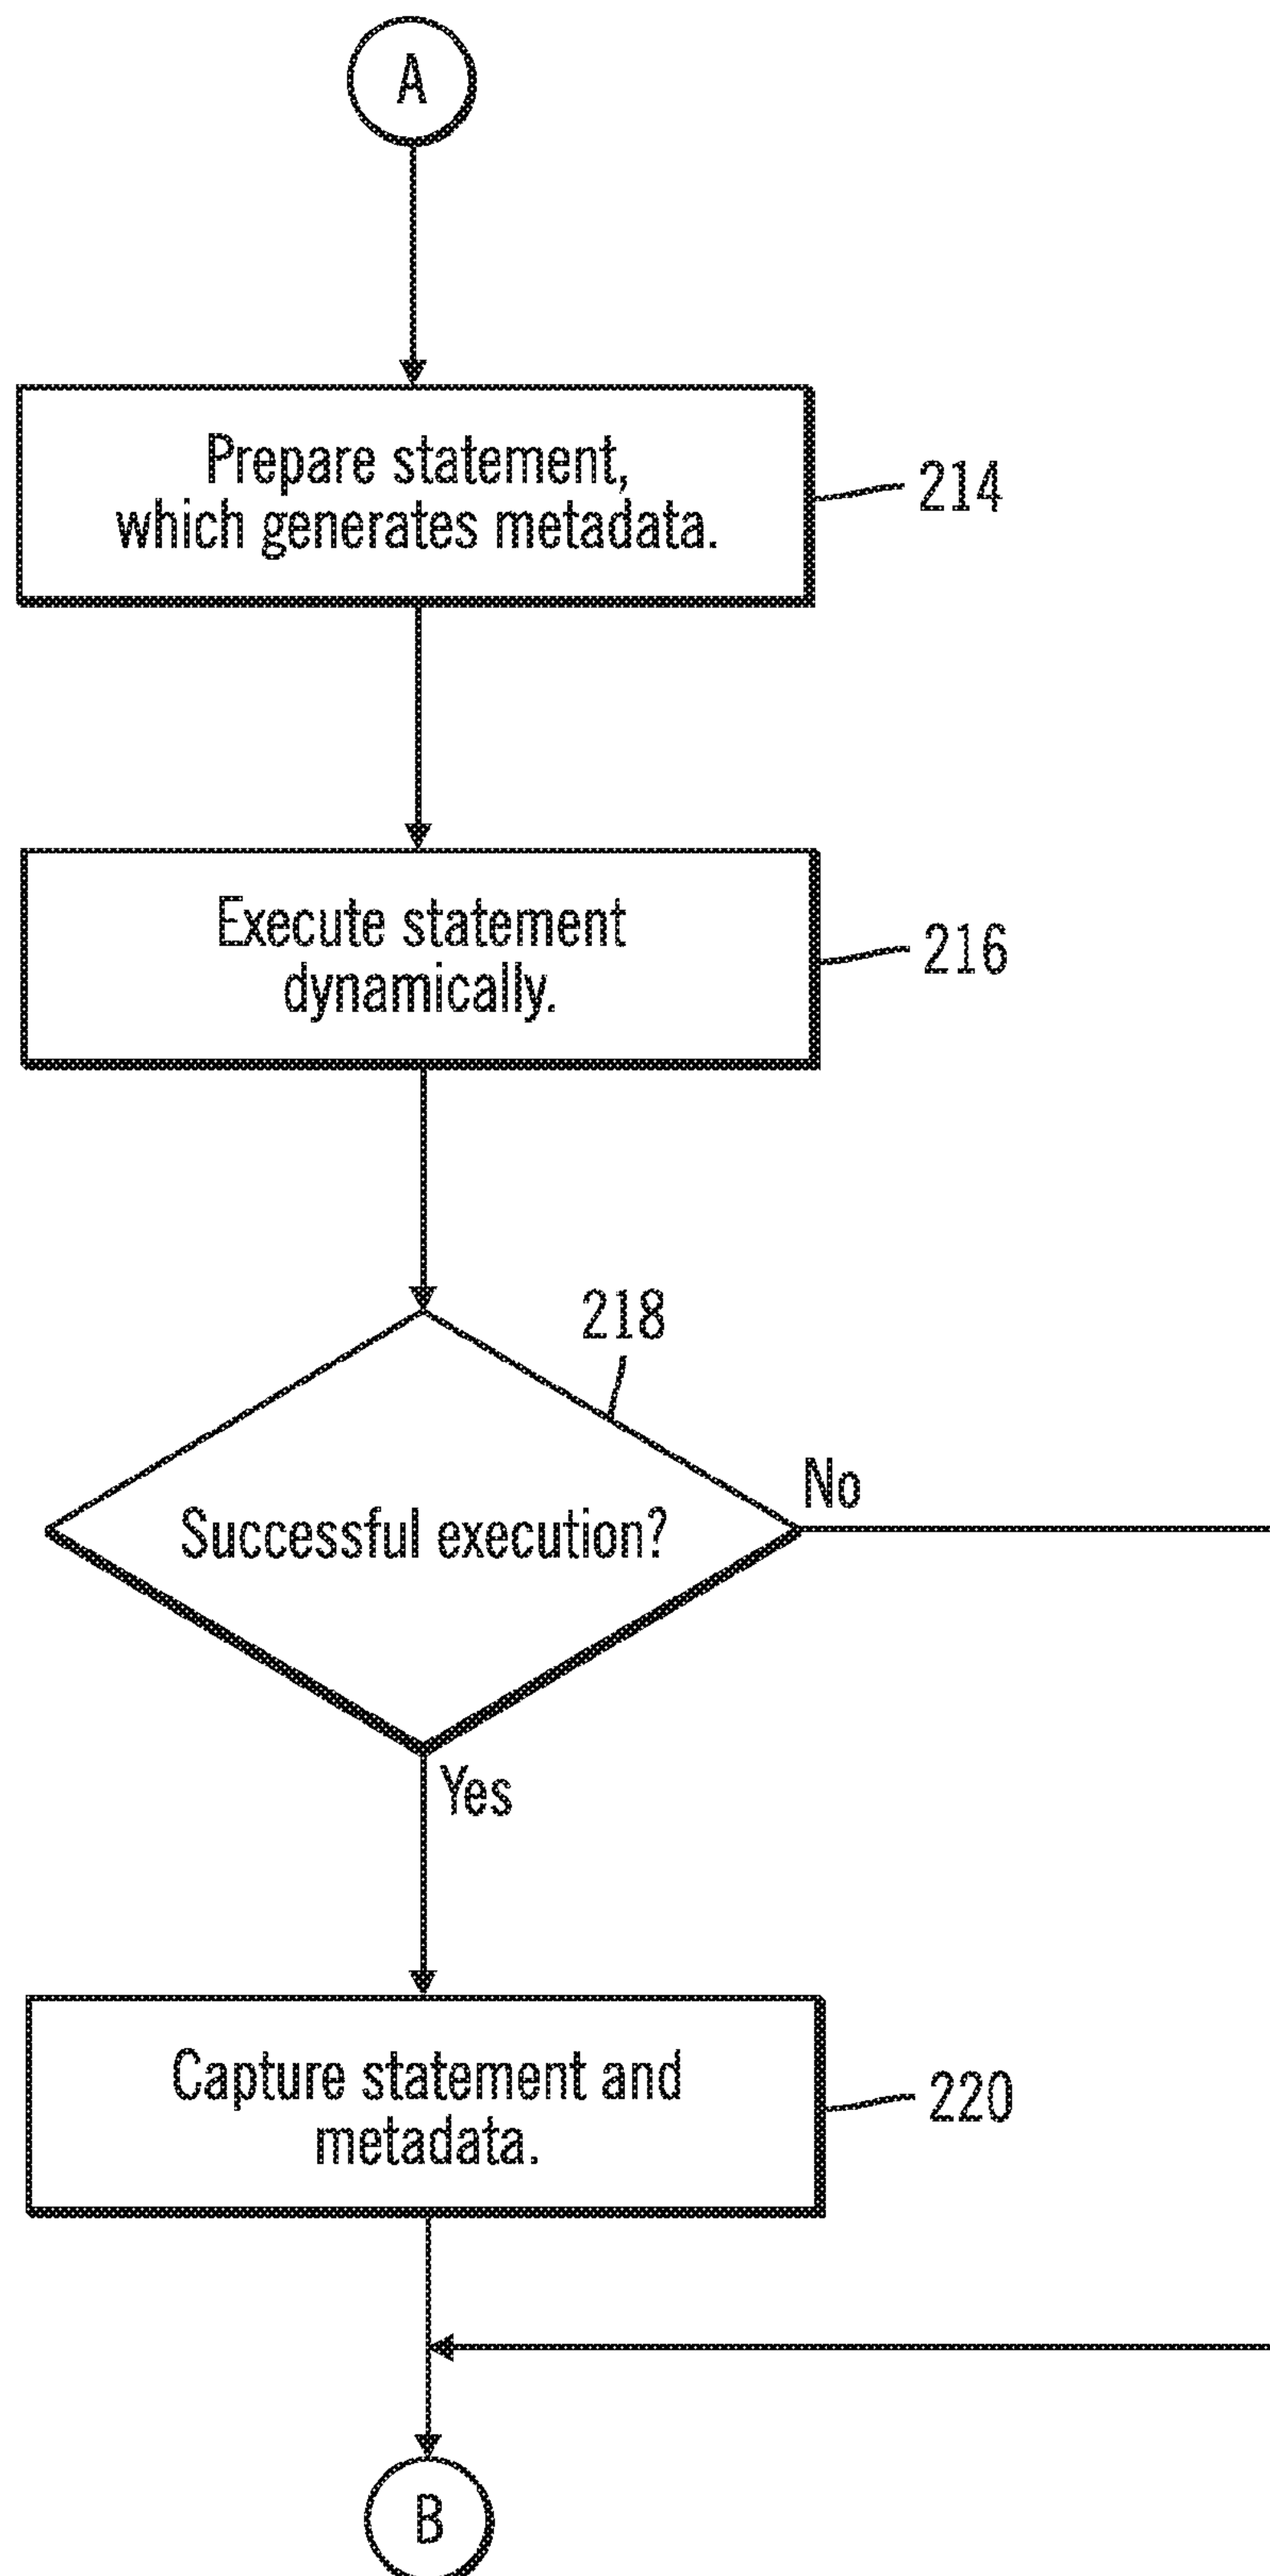 A
Prepare statement,
which generates metadata.
214
Execute statement
dynamically.
216
218
No
Successful execution?
Yes
Capture statement and
metadata.
220
B